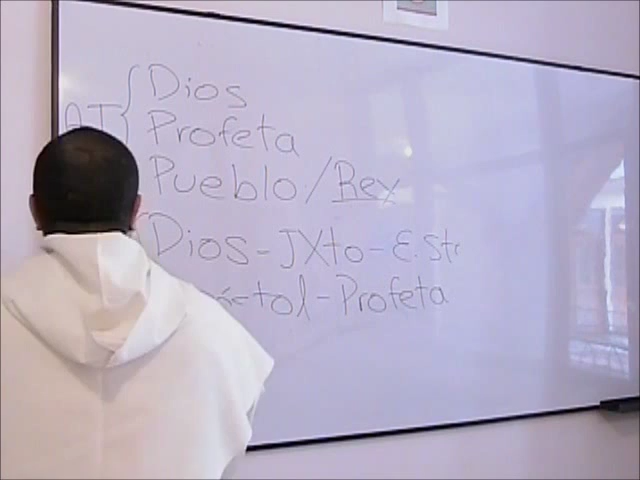 AT { Dios
Profeta
Pueblo/Rey
{ Dios - JXto - E. Sto
Profeta